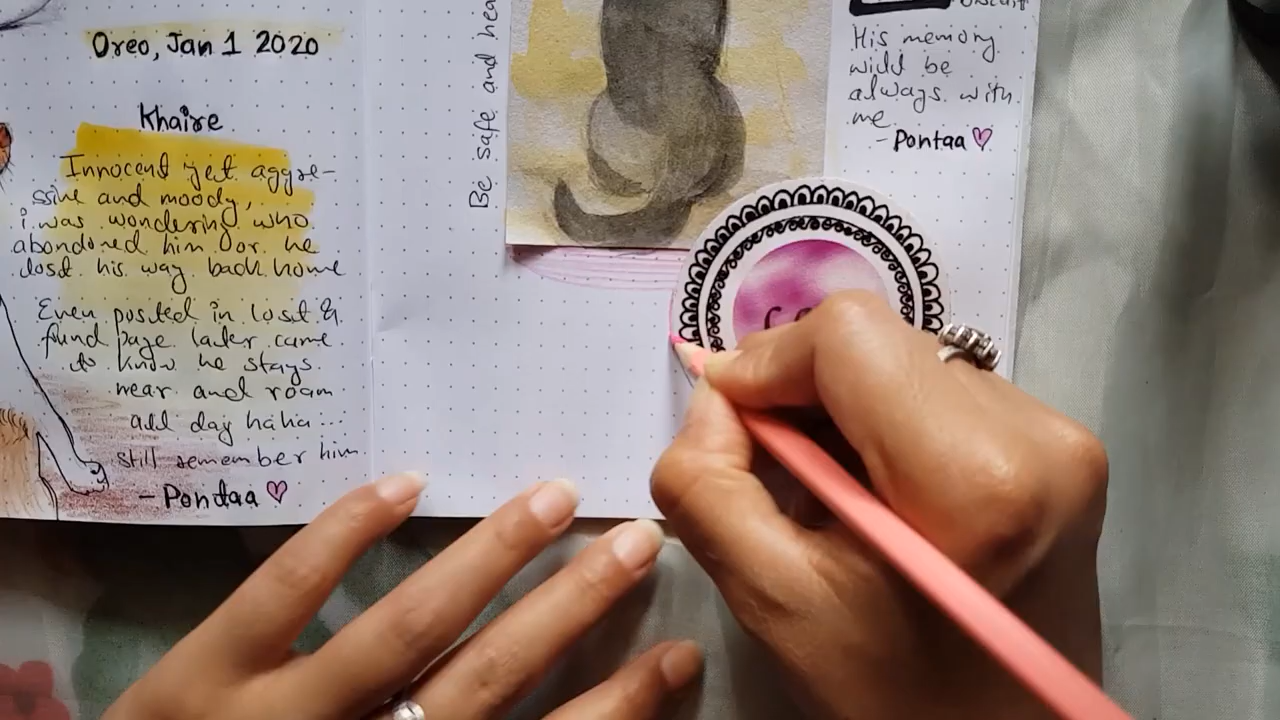 Oreo, Jan 1 2020
Khaire
Innocent yet aggre-
ssive and moody,
i was wondering who
abondoned him or he
lost his way back home
Even posted in lost &
found page later came
to know he stays
near and roam
all day haha...
still remember him
- Pontaa
Be safe and
His memory
will be
always with
me
- Pontaa